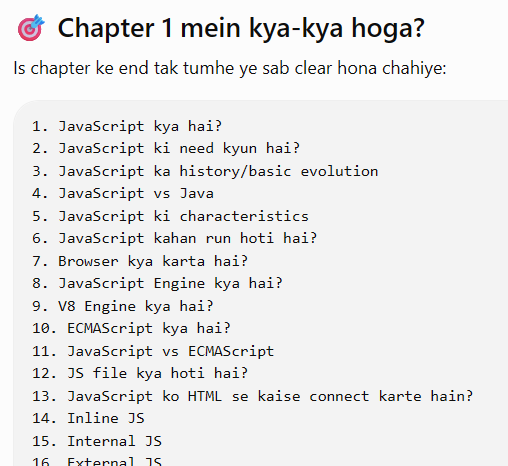 🎯 Chapter 1 mein kya-kya hoga?
Is chapter ke end tak tumhe ye sab clear hona chahiye:
1. JavaScript kya hai?
2. JavaScript ki need kyun hai?
3. JavaScript ka history/basic evolution
4. JavaScript vs Java
5. JavaScript ki characteristics
6. JavaScript kahan run hoti hai?
7. Browser kya karta hai?
8. JavaScript Engine kya hai?
9. V8 Engine kya hai?
10. ECMAScript kya hai?
11. JavaScript vs ECMAScript
12. JS file kya hoti hai?
13. JavaScript ko HTML se kaise connect karte hain?
14. Inline JS
15. Internal JS
16. External JS